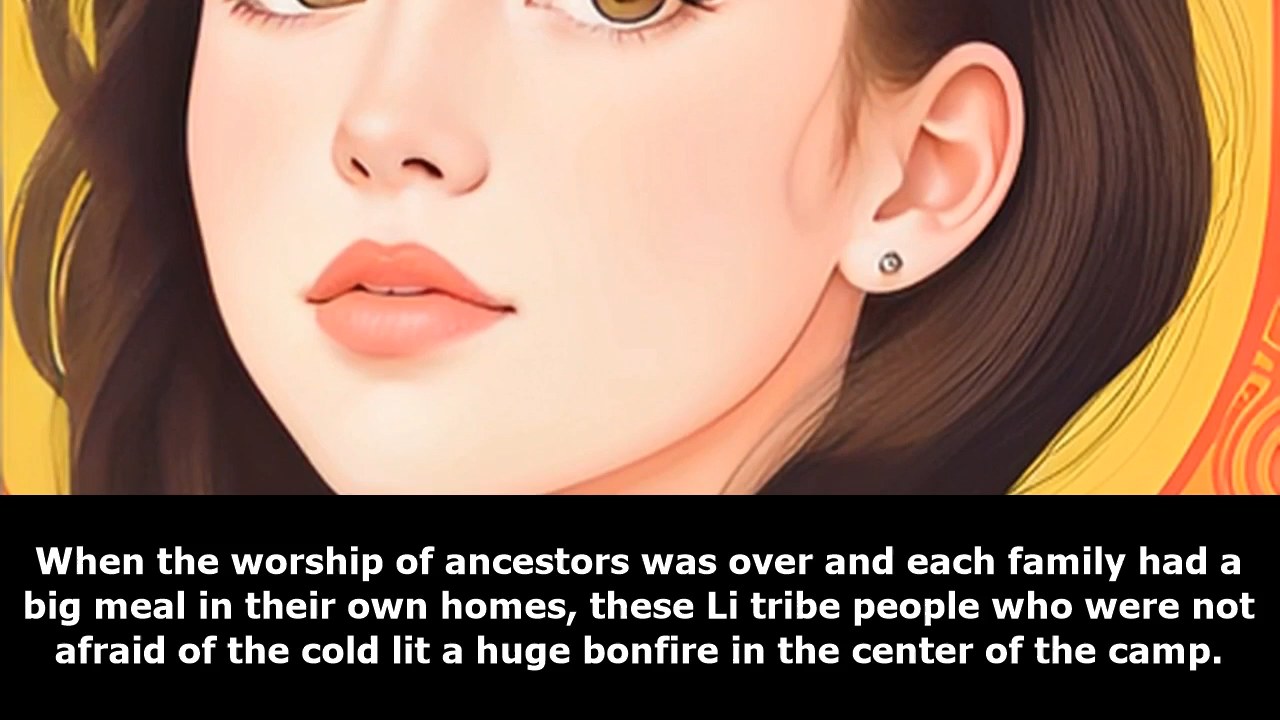 When the worship of ancestors was over and each family had a
big meal in their own homes, these Li tribe people who were not
afraid of the cold lit a huge bonfire in the center of the camp.